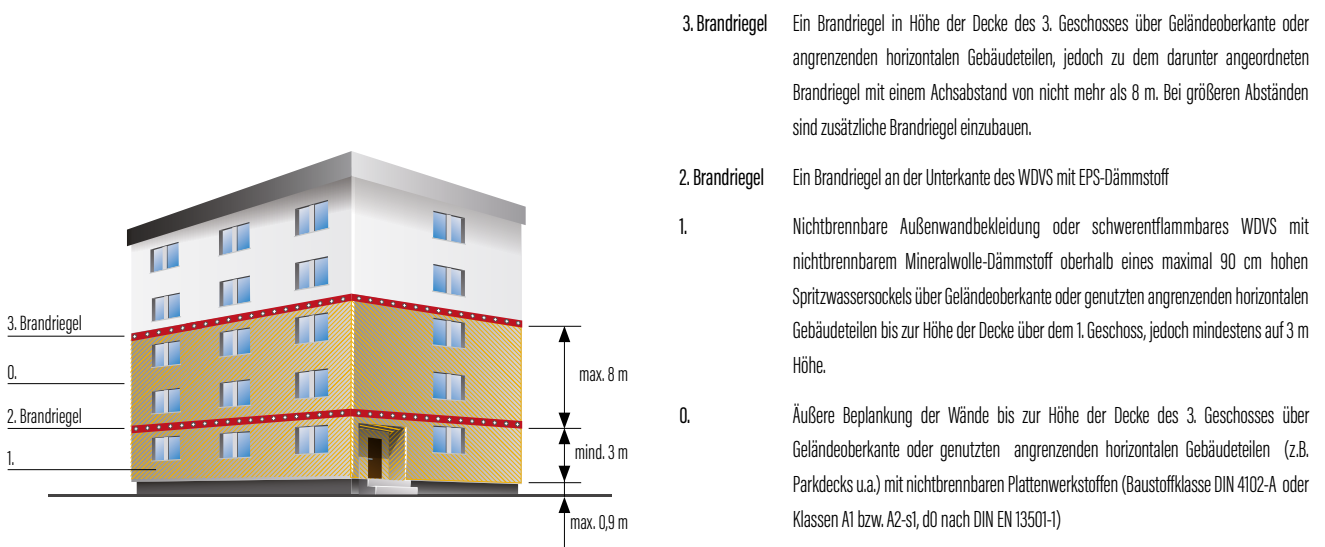 3. Brandriegel
0.
2. Brandriegel
1.
max. 8 m
mind. 3 m
max. 0,9 m
3. Brandriegel Ein Brandriegel in Höhe der Decke des 3. Geschosses über Geländeoberkante oder
angrenzenden horizontalen Gebäudeteilen, jedoch zu dem darunter angeordneten
Brandriegel mit einem Achsabstand von nicht mehr als 8 m. Bei größeren Abständen
sind zusätzliche Brandriegel einzubauen.
2. Brandriegel Ein Brandriegel an der Unterkante des WDVS mit EPS-Dämmstoff
1. Nichtbrennbare Außenwandbekleidung oder schwerentflammbares WDVS mit
nichtbrennbarem Mineralwolle-Dämmstoff oberhalb eines maximal 90 cm hohen
Spritzwassersockels über Geländeoberkante oder genutzten angrenzenden horizontalen
Gebäudeteilen bis zur Höhe der Decke über dem 1. Geschoss, jedoch mindestens auf 3 m
Höhe.
0. Äußere Beplankung der Wände bis zur Höhe der Decke des 3. Geschosses über
Geländeoberkante oder genutzten angrenzenden horizontalen Gebäudeteilen (z.B.
Parkdecks u.a.) mit nichtbrennbaren Plattenwerkstoffen (Baustoffklasse DIN 4102-A oder
Klassen A1 bzw. A2-s1, d0 nach DIN EN 13501-1)